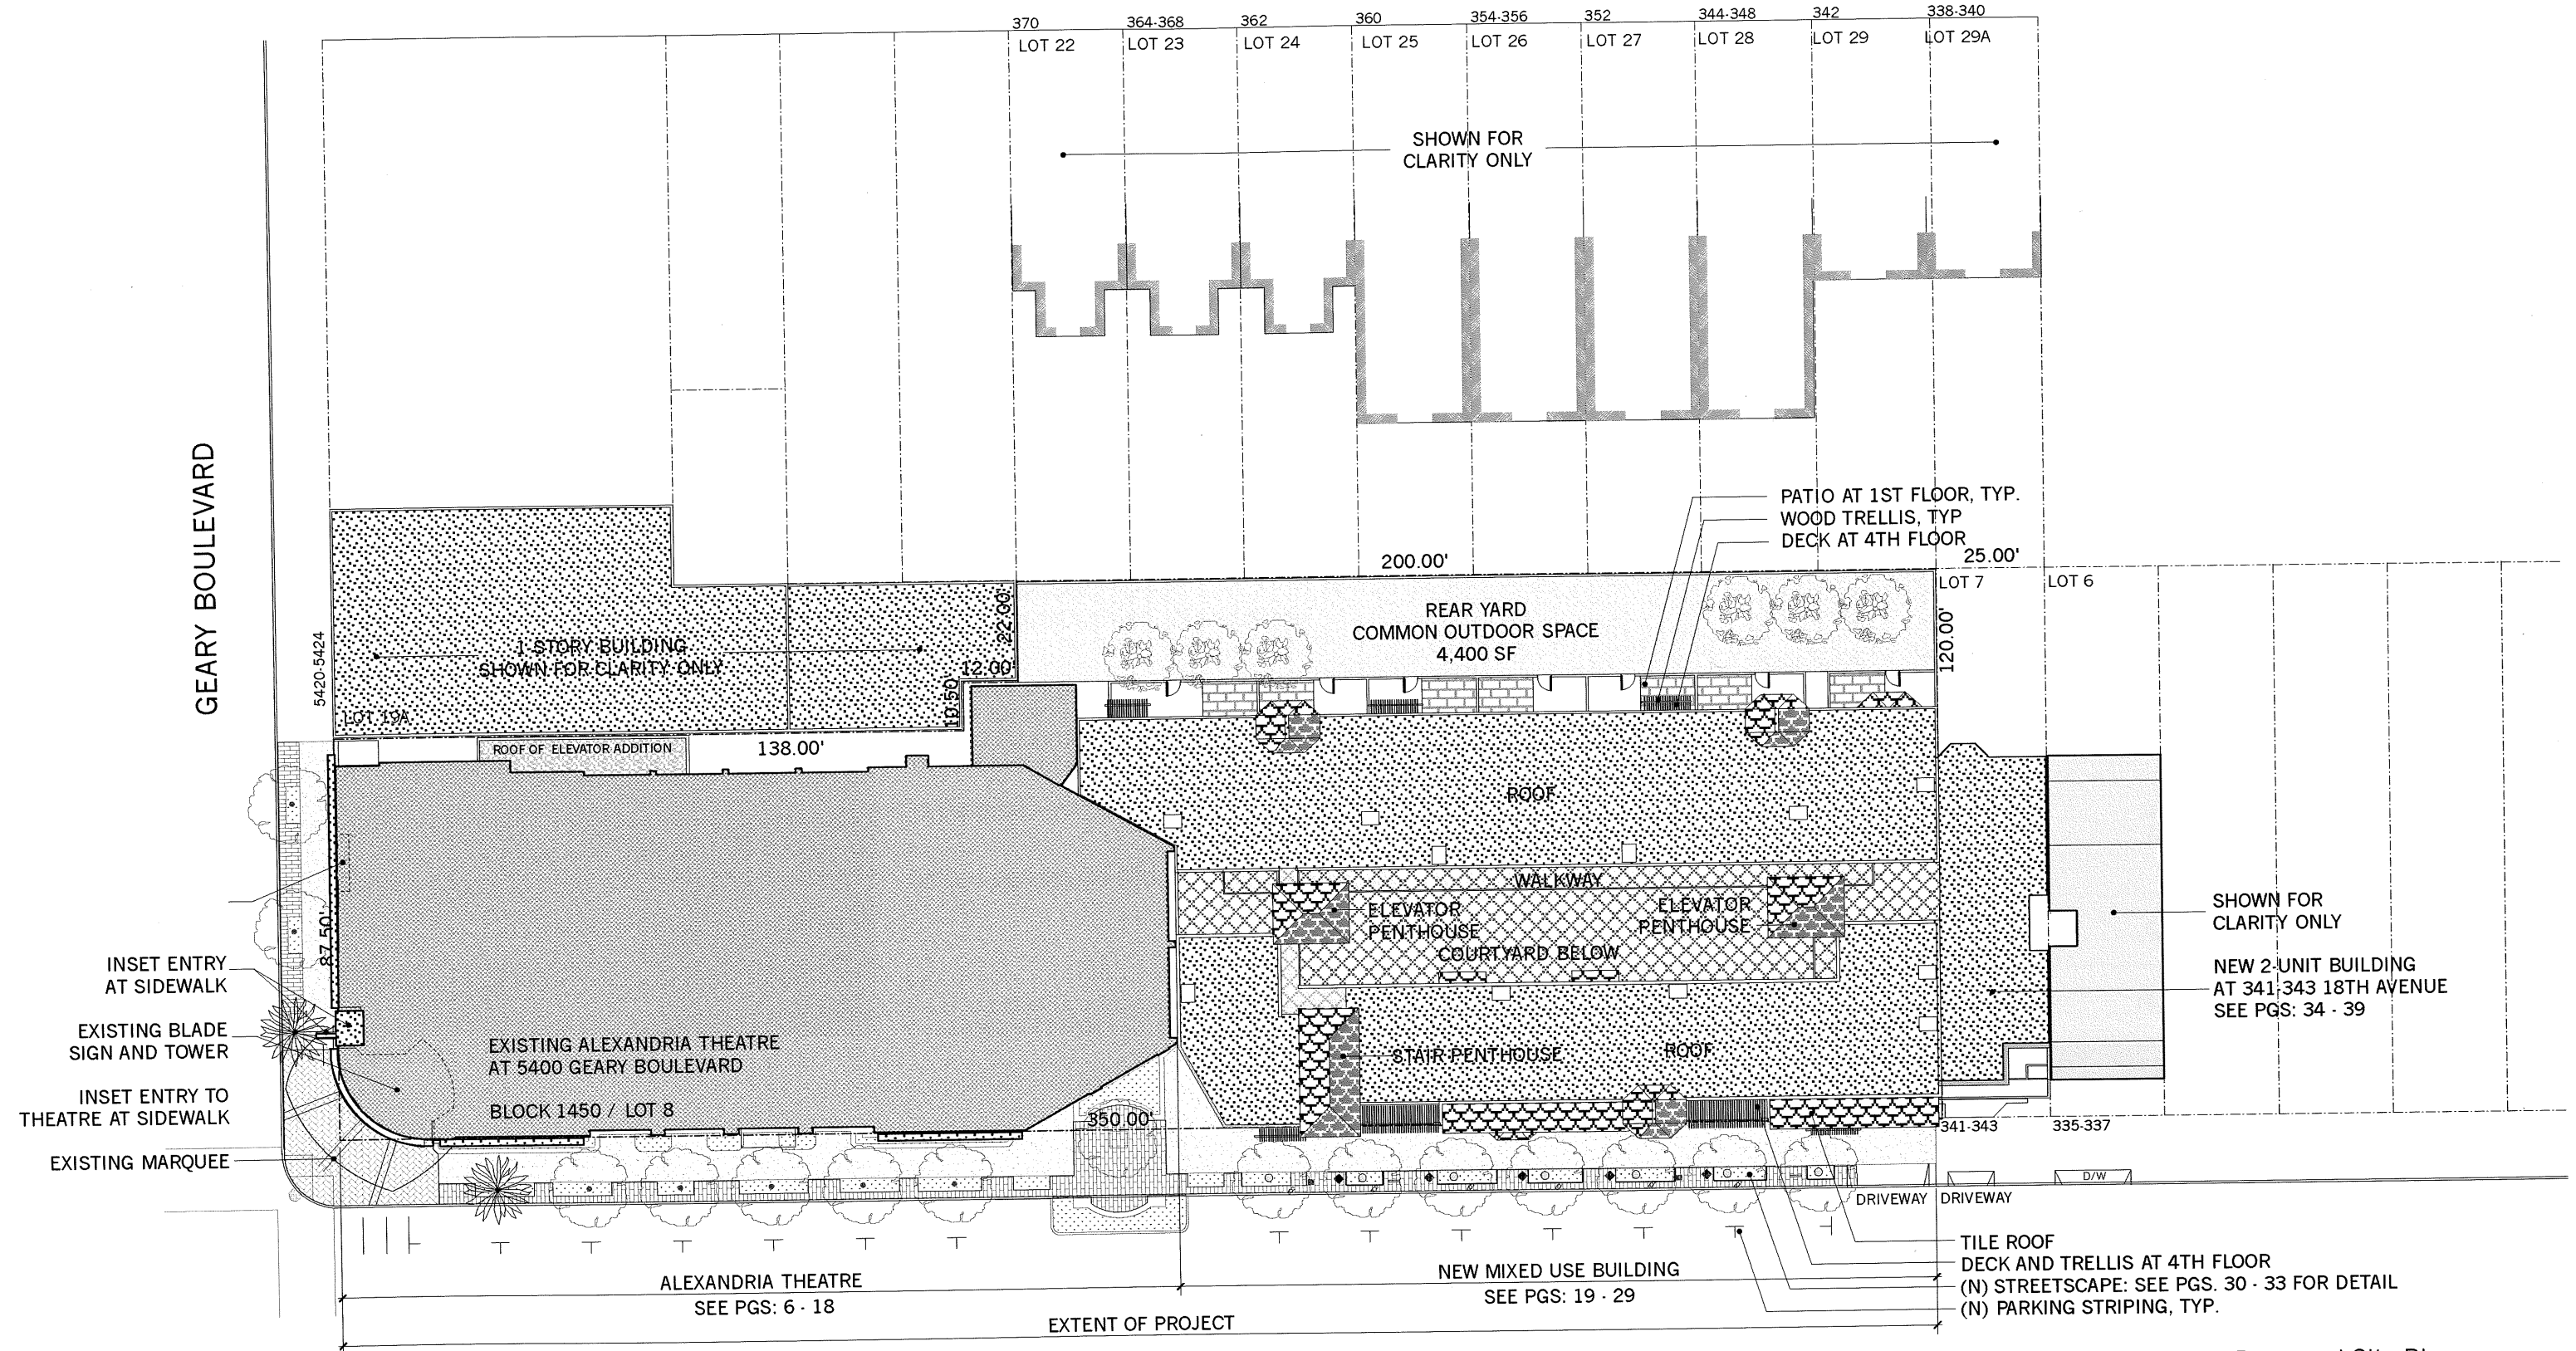 370
364-368
362
360
354-356
352
344-348
342
338-340
LOT 22
LOT 23
LOT 24
LOT 25
LOT 26
LOT 27
LOT 28
LOT 29
LOT 29A
SHOWN FOR
CLARITY ONLY
GEARY BOULEVARD
PATIO AT 1ST FLOOR, TYP.
WOOD TRELLIS, TYP
DECK AT 4TH FLOOR
200.00'
25.00'
LOT 7
LOT 6
REAR YARD
COMMON OUTDOOR SPACE
4,400 SF
22.00'
120.00'
5420-5424
1-STORY BUILDING
SHOWN FOR CLARITY ONLY
12.00'
10.50'
LOT 19A
ROOF OF ELEVATOR ADDITION
138.00'
ROOF
WALKWAY
ELEVATOR
PENTHOUSE
ELEVATOR
PENTHOUSE
COURTYARD BELOW
87.50'
SHOWN FOR
CLARITY ONLY
INSET ENTRY
AT SIDEWALK
NEW 2-UNIT BUILDING
AT 341-343 18TH AVENUE
SEE PGS: 34 - 39
EXISTING BLADE
SIGN AND TOWER
EXISTING ALEXANDRIA THEATRE
AT 5400 GEARY BOULEVARD
STAIR PENTHOUSE
ROOF
INSET ENTRY TO
THEATRE AT SIDEWALK
BLOCK 1450 / LOT 8
350.00'
341-343
335-337
EXISTING MARQUEE
D/W
DRIVEWAY
DRIVEWAY
TILE ROOF
DECK AND TRELLIS AT 4TH FLOOR
(N) STREETSCAPE: SEE PGS. 30 - 33 FOR DETAIL
(N) PARKING STRIPING, TYP.
ALEXANDRIA THEATRE
SEE PGS: 6 - 18
NEW MIXED USE BUILDING
SEE PGS: 19 - 29
EXTENT OF PROJECT